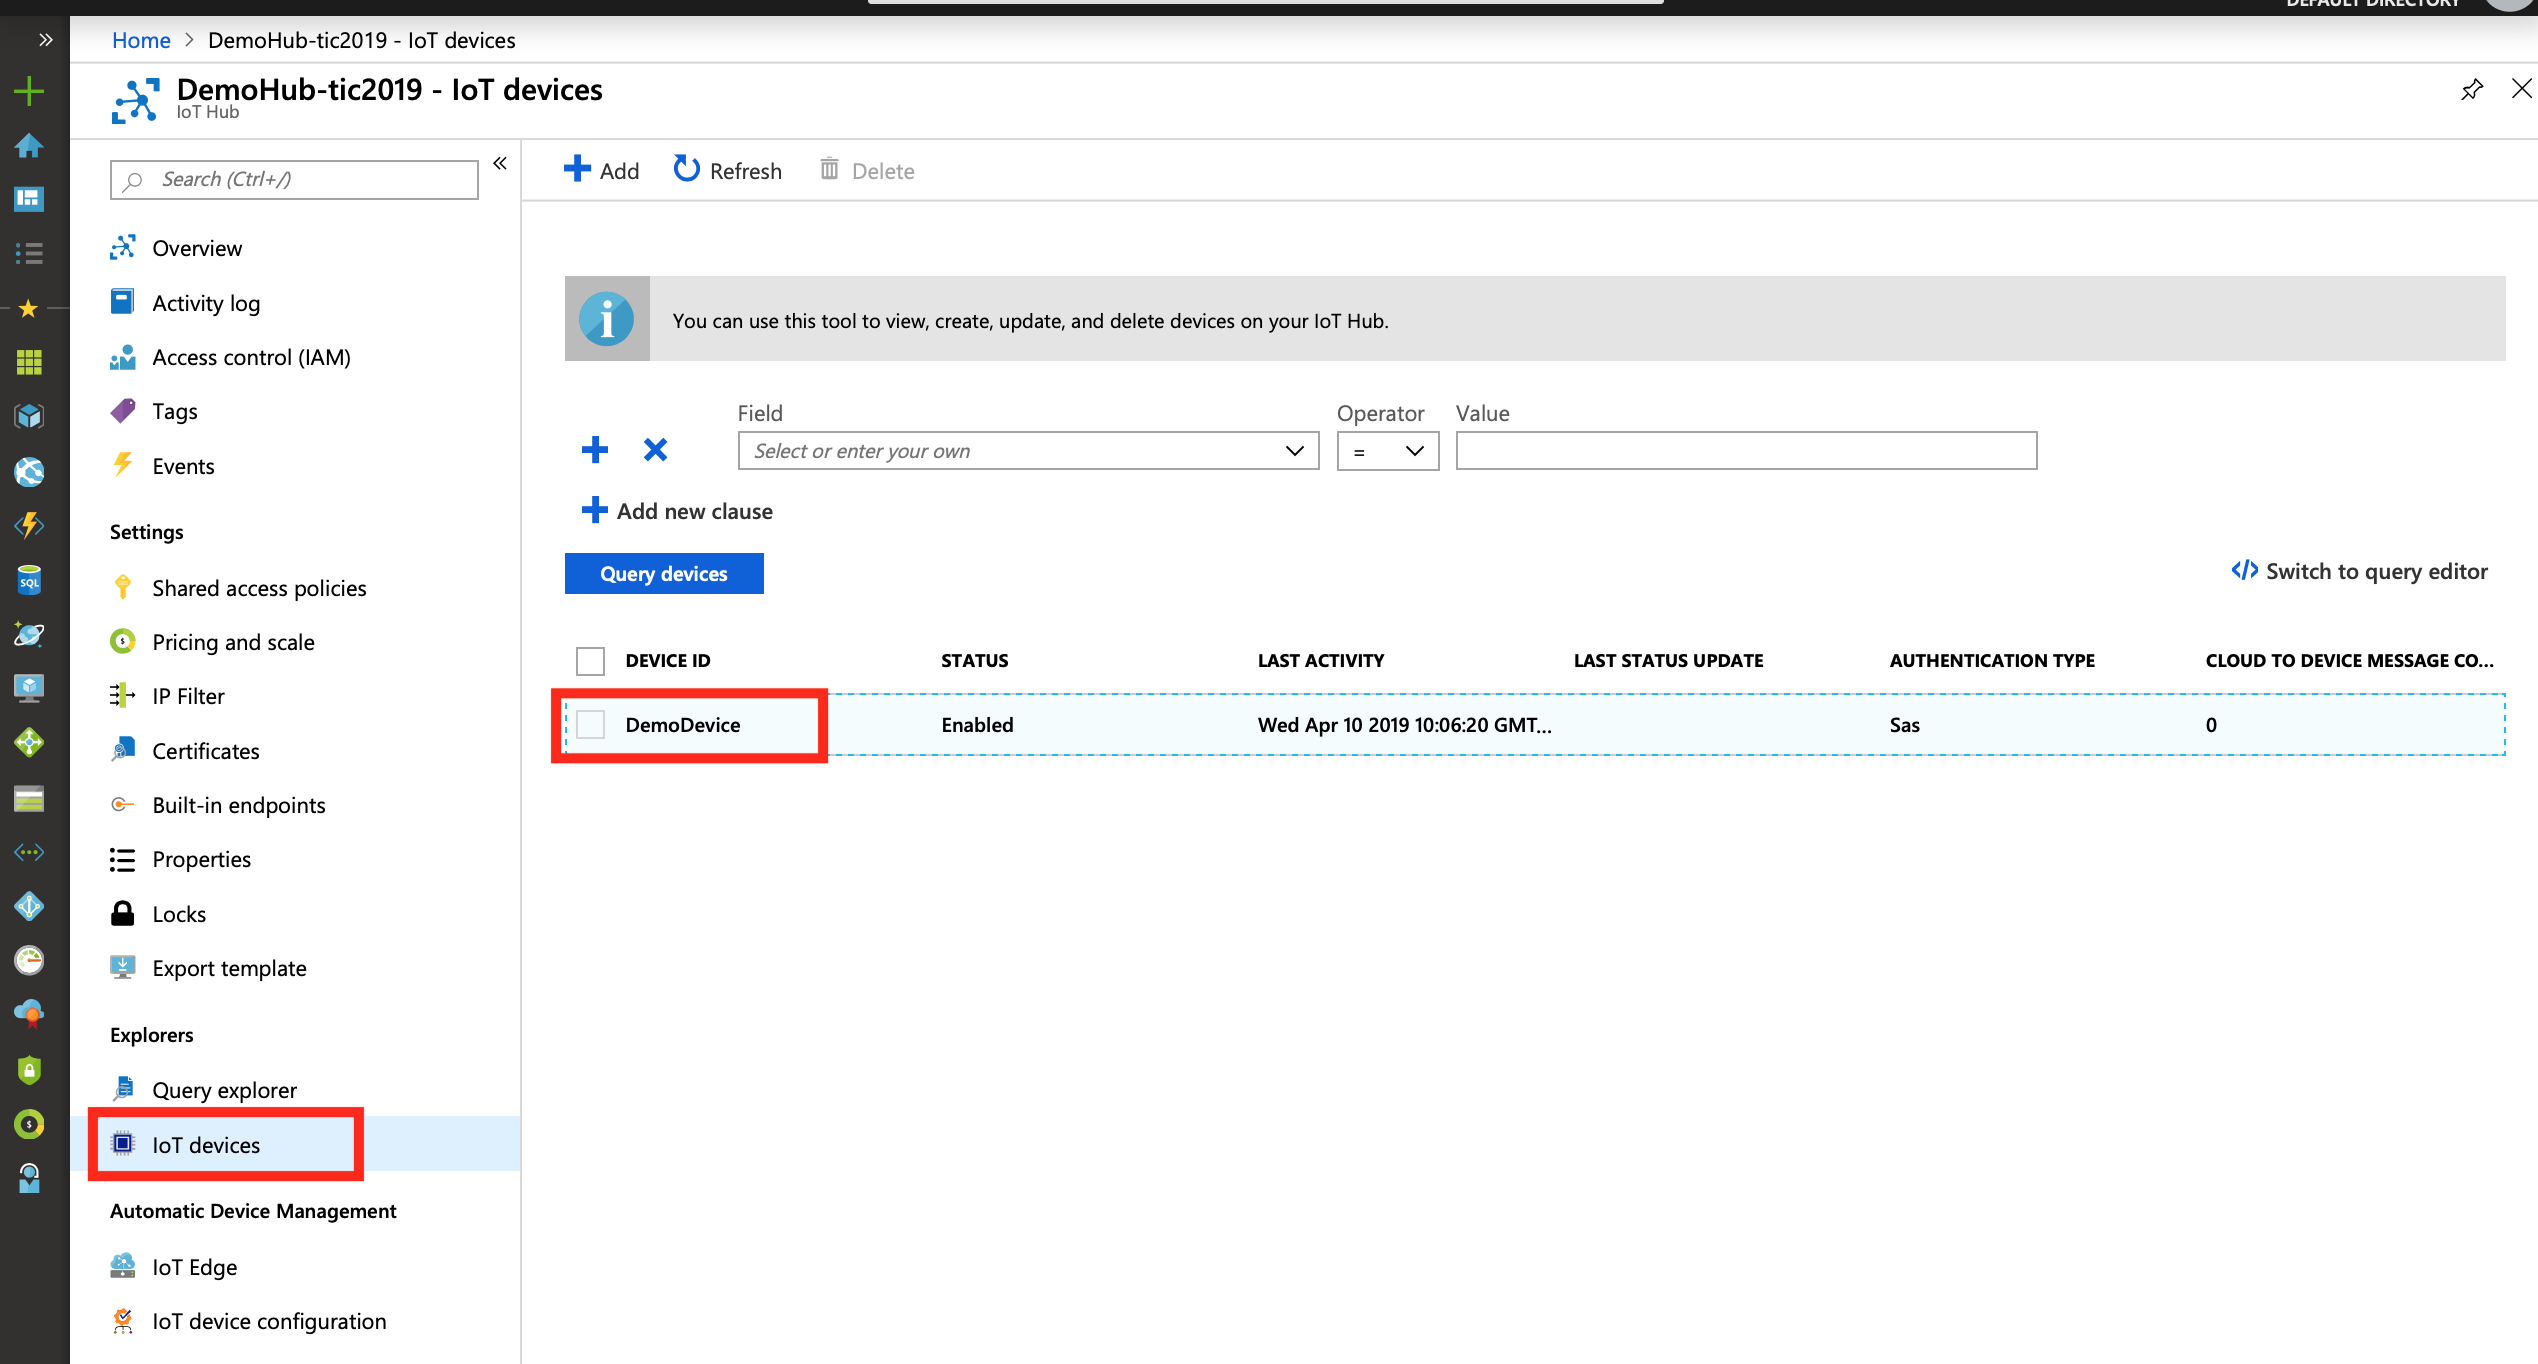 DEFAULT DIRECTORY
Home > DemoHub-tic2019 - IoT devices
DemoHub-tic2019 - IoT devices
IoT Hub
Search (Ctrl+/)
Overview
Activity log
Access control (IAM)
Tags
Events
Settings
Shared access policies
Pricing and scale
IP Filter
Certificates
Built-in endpoints
Properties
Locks
Export template
Explorers
Query explorer
IoT devices
Automatic Device Management
IoT Edge
IoT device configuration
Add Refresh Delete
You can use this tool to view, create, update, and delete devices on your IoT Hub.
Field Operator Value
Select or enter your own =
Add new clause
Query devices
Switch to query editor
DEVICE ID STATUS LAST ACTIVITY LAST STATUS UPDATE AUTHENTICATION TYPE CLOUD TO DEVICE MESSAGE CO...
DemoDevice Enabled Wed Apr 10 2019 10:06:20 GMT... Sas 0
SQL